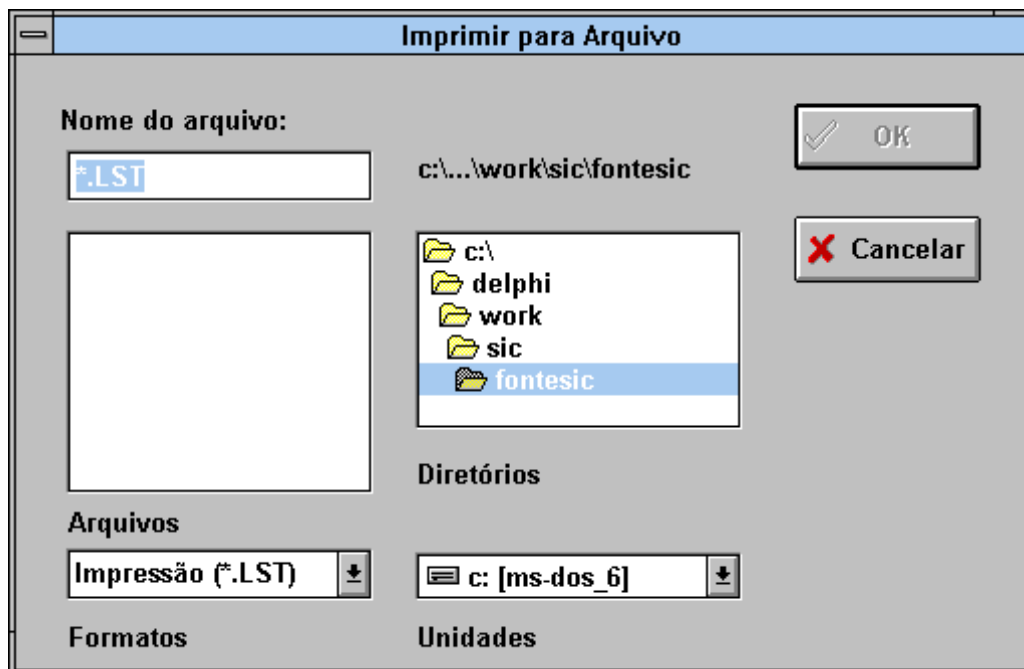 Imprimir para Arquivo
Nome do arquivo:
*.LST
c:\...\work\sic\fontesic
OK
Cancelar
c:\
delphi
work
sic
fontesic
Diretórios
Arquivos
Impressão (*.LST)
c: [ms-dos_6]
Formatos
Unidades